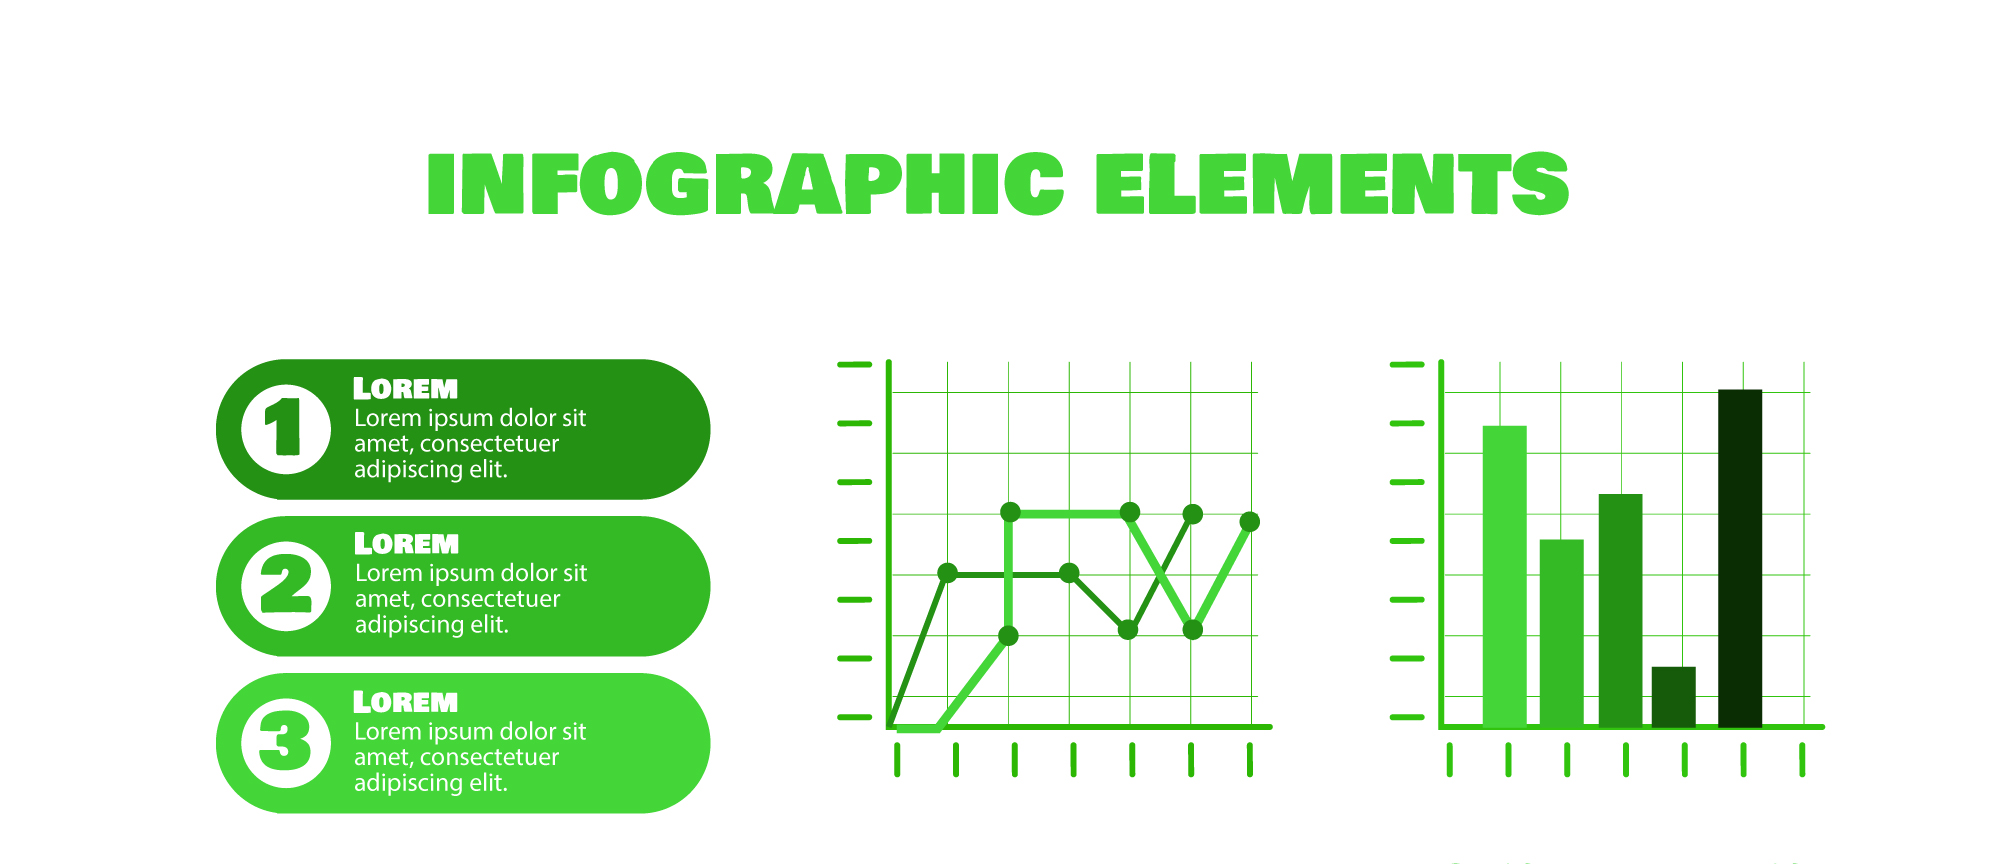 INFOGRAPHIC ELEMENTS
1
LOREM
Lorem ipsum dolor sit
amet, consectetuer
adipiscing elit.
2
LOREM
Lorem ipsum dolor sit
amet, consectetuer
adipiscing elit.
3
LOREM
Lorem ipsum dolor sit
amet, consectetuer
adipiscing elit.